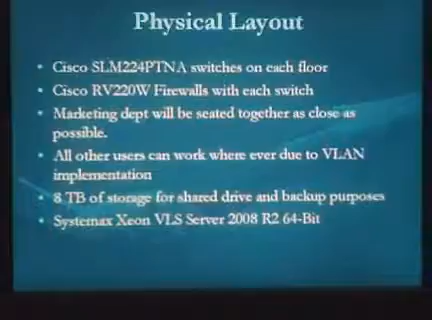 Physical Layout
• Cisco SLM224PTNA switches on each floor
• Cisco RV220W Firewalls with each switch
• Marketing dept will be seated together as close as
possible.
• All other users can work where ever due to VLAN
implementation
• 8 TB of storage for shared drive and backup purposes
• Systemax Xeon VLS Server 2008 R2 64-Bit